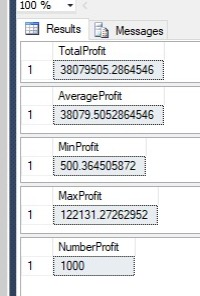 100 %
Results Messages
TotalProfit
1 38079505.2864546
AverageProfit
1 38079.5052864546
MinProfit
1 500.364505872
MaxProfit
1 122131.27262952
NumberProfit
1 1000